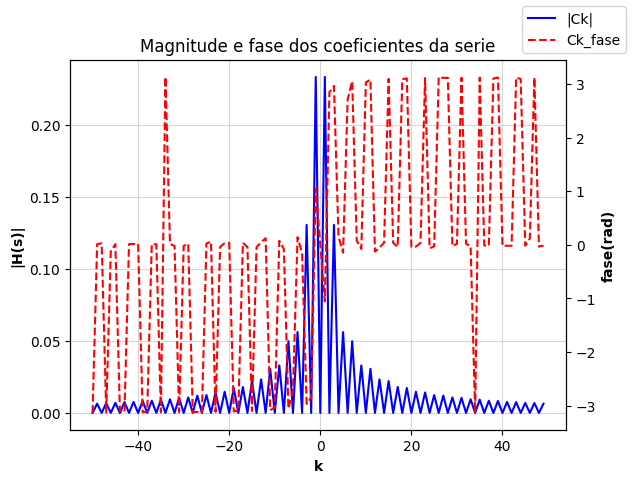 |Ck|
Ck_fase
Magnitude e fase dos coeficientes da serie
|H(s)|
0.20
0.15
0.10
0.05
0.00
3
2
1
0
−1
−2
−3
fase(rad)
−40
−20
0
20
40
k